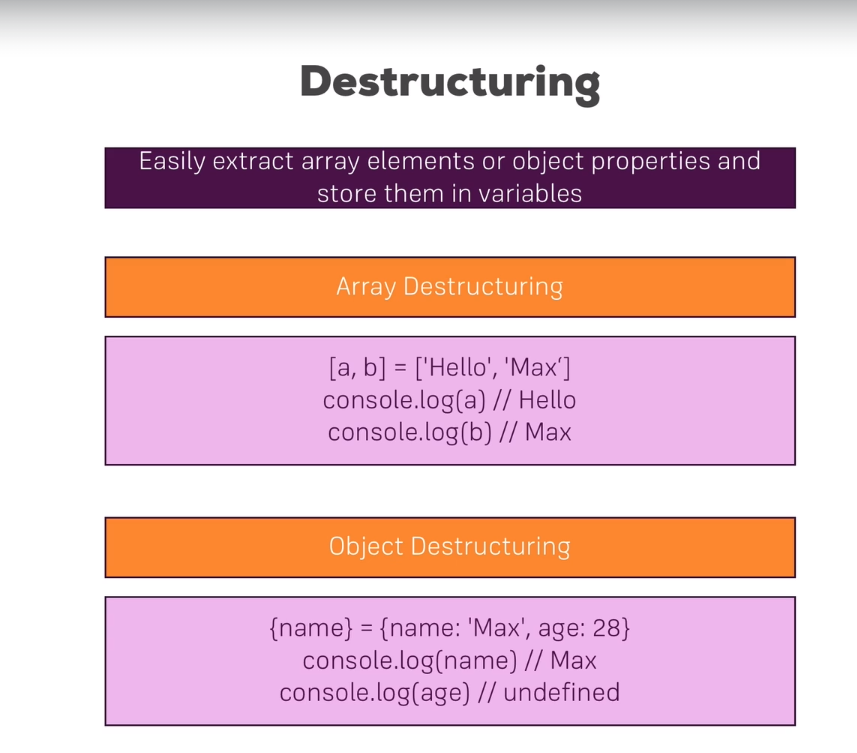 Destructuring
Easily extract array elements or object properties and
store them in variables
Array Destructuring
[a, b] = ['Hello', 'Max‘]
console.log(a) // Hello
console.log(b) // Max
Object Destructuring
{name} = {name: 'Max', age: 28}
console.log(name) // Max
console.log(age) // undefined